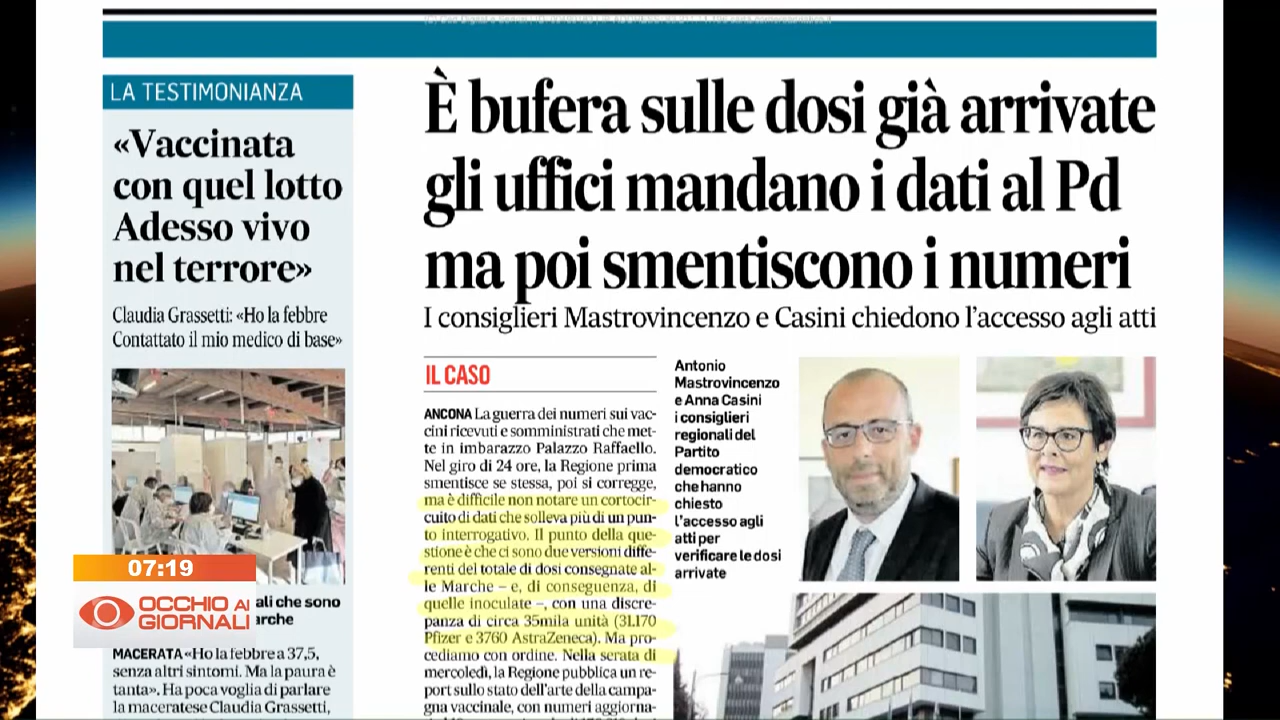 LA TESTIMONIANZA
«Vaccinata
con quel lotto
Adesso vivo
nel terrore»
Claudia Grassetti: «Ho la febbre
Contattato il mio medico di base»
07:19
OCCHIO AI
GIORNALI
ali che sono
arche
MACERATA «Ho la febbre a 37,5,
senza altri sintomi. Ma la paura è
tanta». Ha poca voglia di parlare
la maceratese Claudia Grassetti,
È bufera sulle dosi già arrivate
gli uffici mandano i dati al Pd
ma poi smentiscono i numeri
I consiglieri Mastrovincenzo e Casini chiedono l'accesso agli atti
IL CASO
ANCONA La guerra dei numeri sui vac-
cini ricevuti e somministrati che met-
te in imbarazzo Palazzo Raffaello.
Nel giro di 24 ore, la Regione prima
smentisce se stessa, poi si corregge,
ma è difficile non notare un cortocir-
cuito di dati che solleva più di un pun-
to interrogativo. Il punto della que-
stione è che ci sono due versioni diffe-
renti del totale di dosi consegnate al-
le Marche – e, di conseguenza, di
quelle inoculate –, con una discre-
panza di circa 35mila unità (31.170
Pfizer e 3760 AstraZeneca). Ma pro-
cediamo con ordine. Nella serata di
mercoledì, la Regione pubblica un re-
port sullo stato dell'arte della campa-
gna vaccinale, con numeri aggiorna-
Antonio
Mastrovincenzo
e Anna Casini
i consiglieri
regionali del
Partito
democratico
che hanno
chiesto
l'accesso agli
atti per
verificare le dosi
arrivate